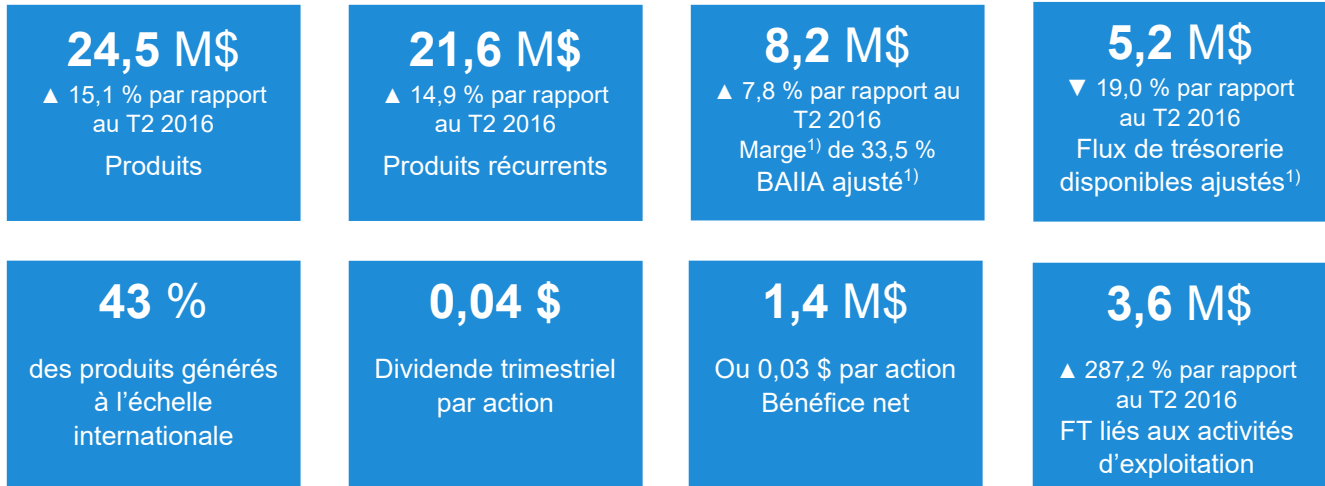 24,5 M$
▲ 15,1 % par rapport
au T2 2016
Produits
21,6 M$
▲ 14,9 % par rapport
au T2 2016
Produits récurrents
8,2 M$
▲ 7,8 % par rapport au
T2 2016
Marge1) de 33,5 %
BAIIA ajusté1)
5,2 M$
▼ 19,0 % par rapport
au T2 2016
Flux de trésorerie
disponibles ajustés1)
43 %
des produits générés
à l’échelle
internationale
0,04 $
Dividende trimestriel
par action
1,4 M$
Ou 0,03 $ par action
Bénéfice net
3,6 M$
▲ 287,2 % par rapport
au T2 2016
FT liés aux activités
d’exploitation